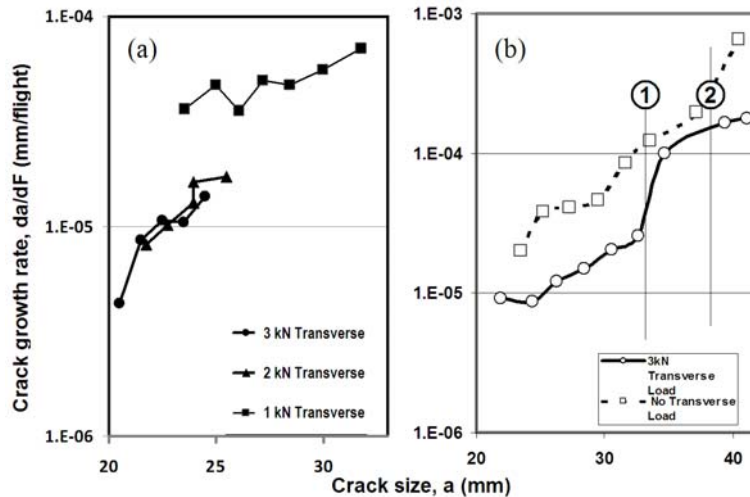 Crack growth rate, da/dF (mm/flight)
1.E-04
1.E-05
1.E-06
(a)
3 kN Transverse
2 kN Transverse
1 kN Transverse
20
25
30
1.E-03
1.E-04
1.E-05
1.E-06
(b)
1
2
3kN
Transverse
Load
No Transverse
Load
20
30
40
Crack size, a (mm)